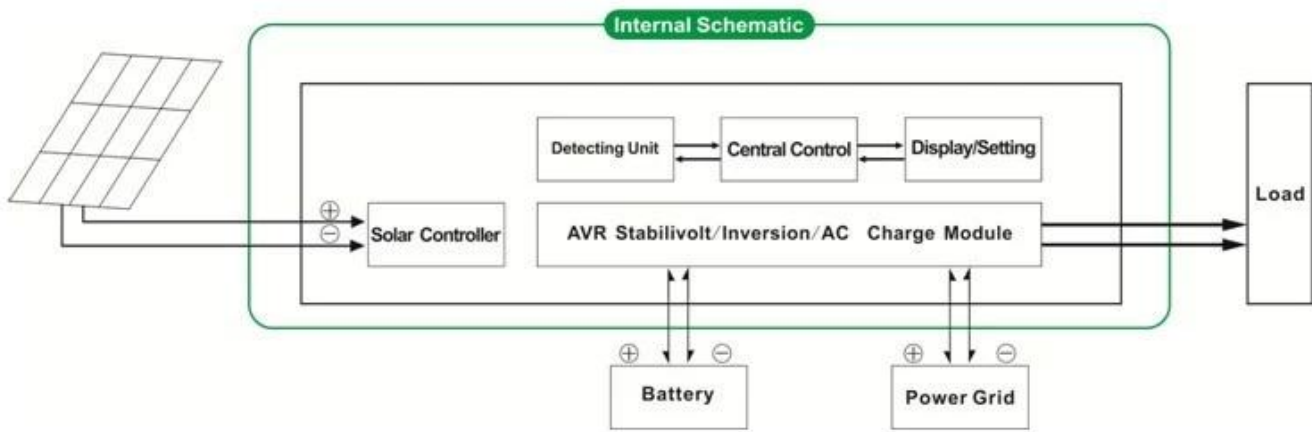 Internal Schematic
Detecting Unit
Central Control
Display/Setting
Load
⊕
⊖
Solar Controller
AVR Stabilivolt/Inversion/AC Charge Module
⊕ ⊖
⊕ ⊖
Battery
Power Grid